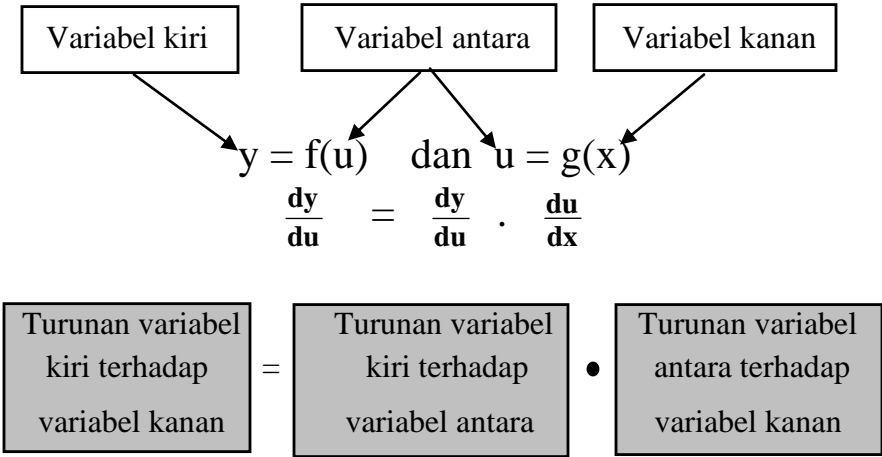 Variabel kiri
Variabel antara
Variabel kanan
y = f(u) dan u = g(x)
dy/du = dy/du . du/dx
Turunan variabel
kiri terhadap
variabel kanan
=
Turunan variabel
kiri terhadap
variabel antara
•
Turunan variabel
antara terhadap
variabel kanan